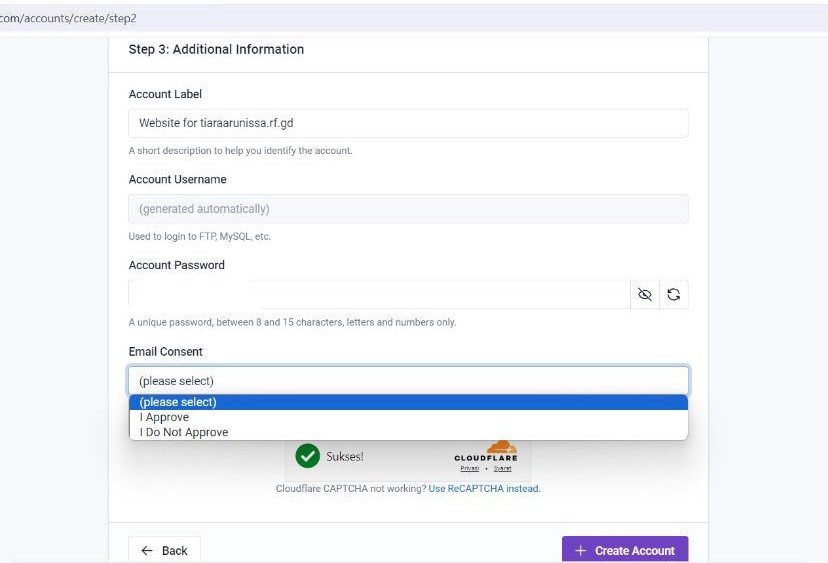 com/accounts/create/step2
Step 3: Additional Information
Account Label
Website for tiaraarunissa.rf.gd
A short description to help you identify the account.
Account Username
(generated automatically)
Used to login to FTP, MySQL, etc.
Account Password
A unique password, between 8 and 15 characters, letters and numbers only.
Email Consent
(please select)
(please select)
I Approve
I Do Not Approve
Sukses!
CLOUDFLARE
Privasi • Syarat
Cloudflare CAPTCHA not working? Use ReCAPTCHA instead.
← Back
+ Create Account